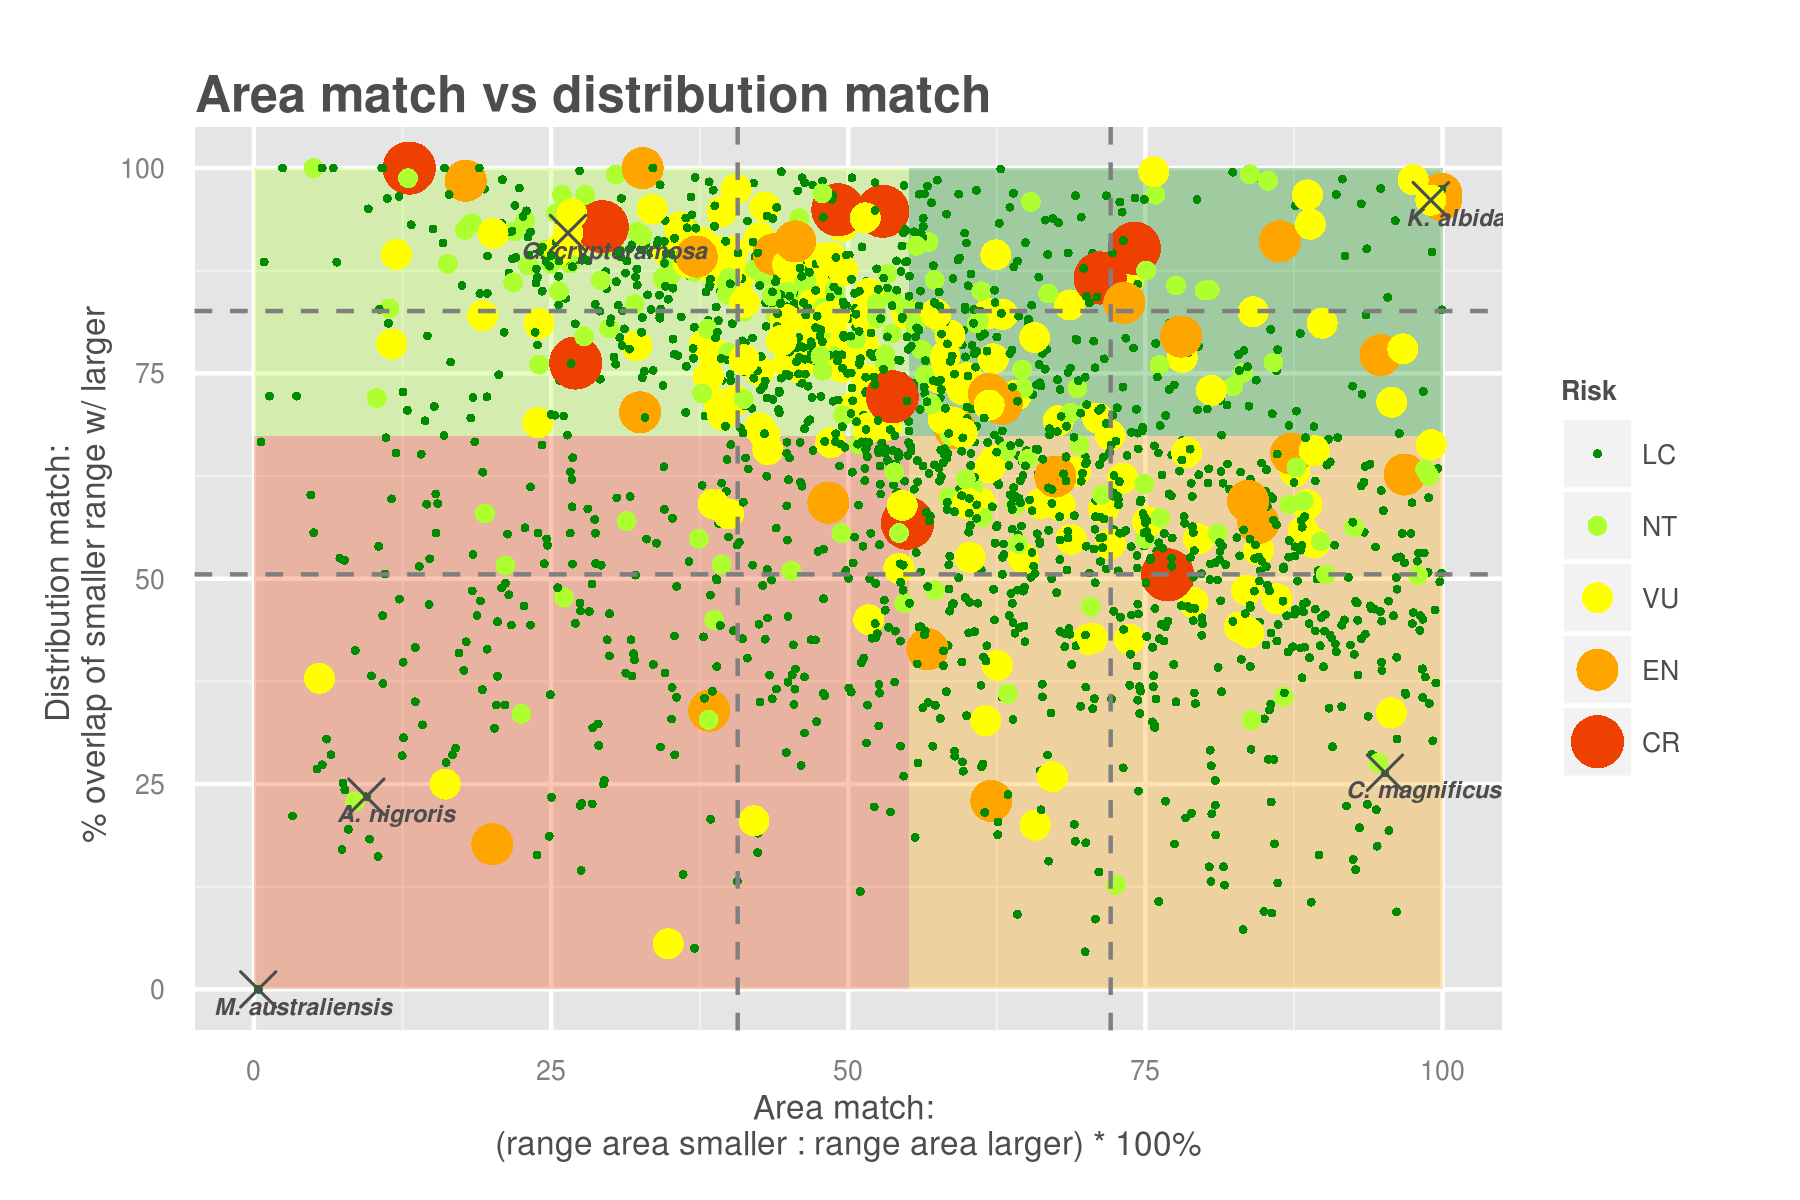 Area match vs distribution match
Distribution match:
% overlap of smaller range w/ larger
100
75
50
25
0
G. cryptotamosa
K. albida
A. nigroris
C. magnificus
M. australiensis
0
25
50
75
100
Area match:
(range area smaller : range area larger) * 100%
Risk
LC
NT
VU
EN
CR